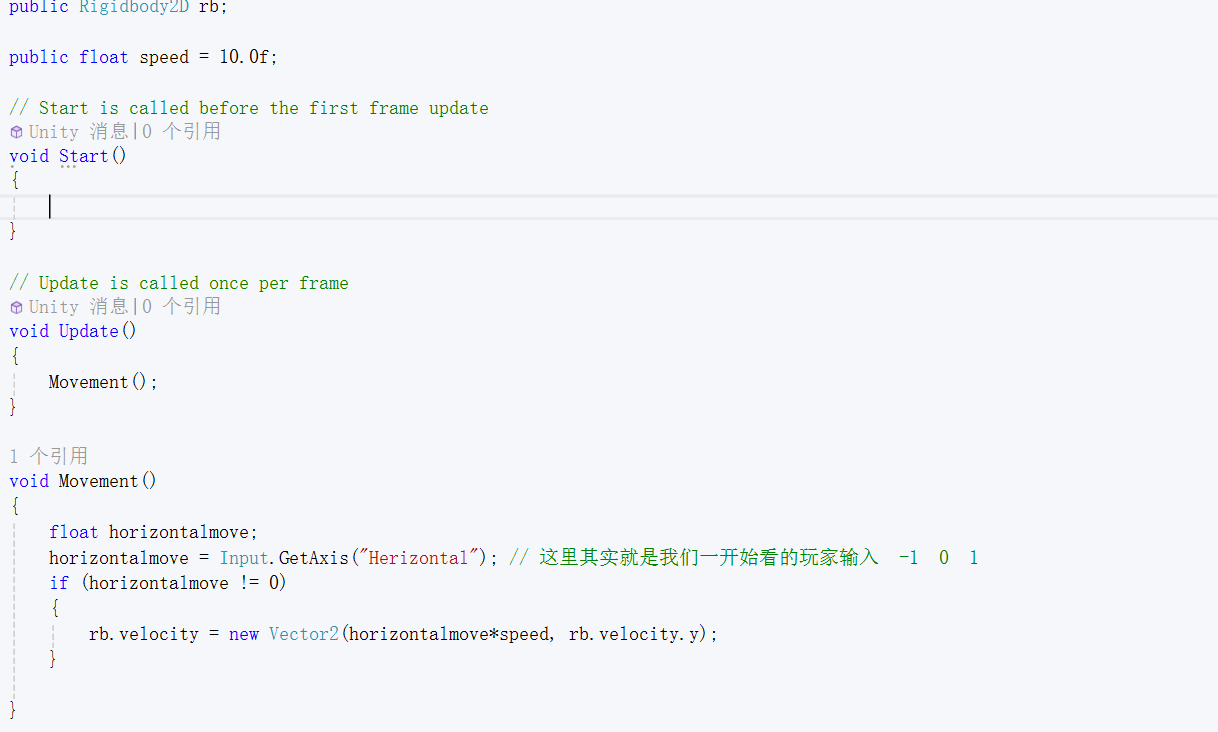 public Rigidbody2D rb;
public float speed = 10.0f;
// Start is called before the first frame update
Unity 消息|0 个引用
void Start()
{
}
// Update is called once per frame
Unity 消息|0 个引用
void Update()
{
Movement();
}
1 个引用
void Movement()
{
float horizontalmove;
horizontalmove = Input.GetAxis("Herizontal"); // 这里其实就是我们一开始看的玩家输入 -1 0 1
if (horizontalmove != 0)
{
rb.velocity = new Vector2(horizontalmove*speed, rb.velocity.y);
}
}